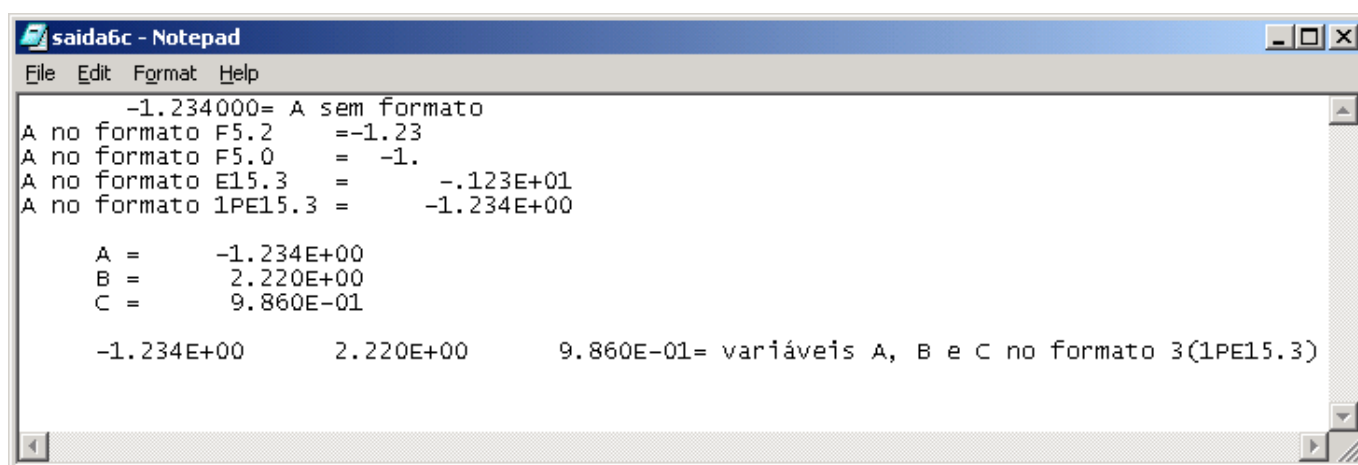 saida6c - Notepad
File Edit Format Help
        -1.234000= A sem formato
A no formato F5.2    =-1.23
A no formato F5.0    =  -1.
A no formato E15.3   =      -.123E+01
A no formato 1PE15.3 =     -1.234E+00
      A =     -1.234E+00
      B =      2.220E+00
      C =      9.860E-01
     -1.234E+00      2.220E+00      9.860E-01= variáveis A, B e C no formato 3(1PE15.3)